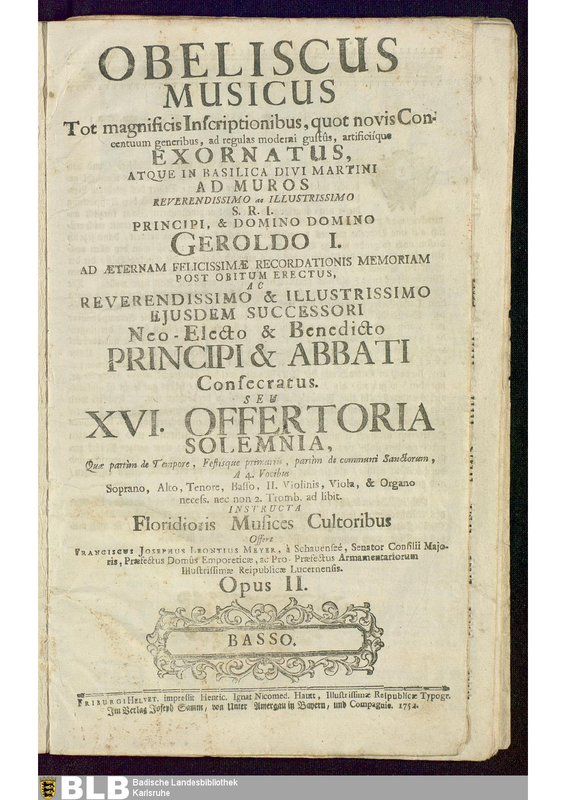 OBELISCUS
MUSICUS
Tot magnificis Inscriptionibus, quot novis Con-
centuum generibus, ad regulas moderni gustûs, artificiisque
EXORNATUS,
ATQUE IN BASILICA DIVI MARTINI
AD MUROS
REVERENDISSIMO ac ILLUSTRISSIMO
S. R. I.
PRINCIPI, & DOMINO DOMINO
GEROLDO I.
AD ÆTERNAM FELICISSIMÆ RECORDATIONIS MEMORIAM
POST OBITUM ERECTUS,
AC
REVERENDISSIMO & ILLUSTRISSIMO
EJUSDEM SUCCESSORI
Neo-Electo & Benedicto
PRINCIPI & ABBATI
Consecratus.
SEU
XVI. OFFERTORIA
SOLEMNIA,
Quæ partim de Tempore, Festisque primariis, partim de communi Sanctorum,
A 4. Vocibus
Soprano, Alto, Tenore, Basso, II. Violinis, Viola, & Organo
necess. nec non 2. Tromb. ad libit.
INSTRUCTA
Floridioris Musices Cultoribus
Offert
FRANCISCUS JOSEPHUS LEONTIUS MEYER, à Schauenseé, Senator Consilii Majo-
ris, Præfectus Domûs Emporeticæ, ac Pro-Præfectus Armamentariorum
Illustrissimæ Reipublicæ Lucernensis.
Opus II.
BASSO.
FRIBURGI HELVET. impressit Henric. Ignat Nicomed. Hautt, Illustrissimæ Reipublicæ Typogr.
Im Verlag Joseph Samm, von Unter Amergau in Bayern, und Compagnie. 1752.
BLB Badische Landesbibliothek
Karlsruhe